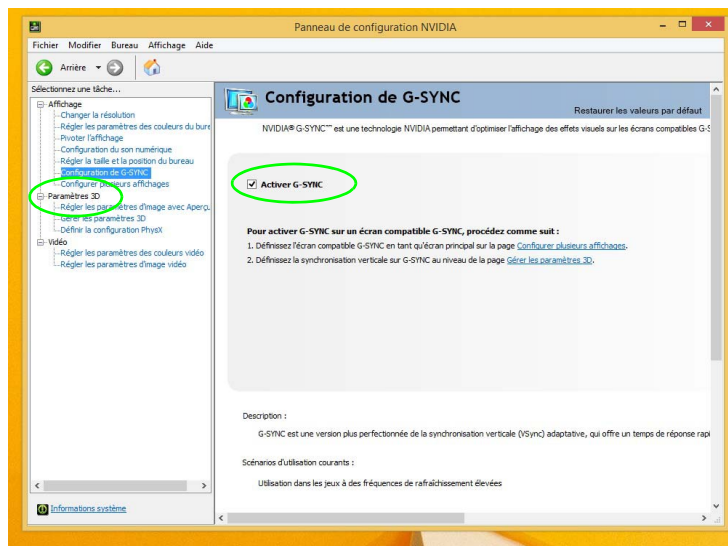 Panneau de configuration NVIDIA
Fichier Modifier Bureau Affichage Aide
Arrière
Sélectionnez une tâche...
Affichage
Changer la résolution
Régler les paramètres des couleurs du bure
Pivoter l'affichage
Configuration du son numérique
Régler la taille et la position du bureau
Configuration de G-SYNC
Configurer plusieurs affichages
Paramètres 3D
Régler les paramètres d'image avec Aperçu
Gérer les paramètres 3D
Définir la configuration PhysX
Vidéo
Régler les paramètres des couleurs vidéo
Régler les paramètres d'image vidéo
Informations système
Configuration de G-SYNC
Restaurer les valeurs par défaut
NVIDIA® G-SYNC™ est une technologie NVIDIA permettant d'optimiser l'affichage des effets visuels sur les écrans compatibles G-S
Activer G-SYNC
Pour activer G-SYNC sur un écran compatible G-SYNC, procédez comme suit :
1. Définissez l'écran compatible G-SYNC en tant qu'écran principal sur la page Configurer plusieurs affichages.
2. Définissez la synchronisation verticale sur G-SYNC au niveau de la page Gérer les paramètres 3D.
Description :
G-SYNC est une version plus perfectionnée de la synchronisation verticale (VSync) adaptative, qui offre un temps de réponse rapi
Scénarios d'utilisation courants :
Utilisation dans les jeux à des fréquences de rafraîchissement élevées